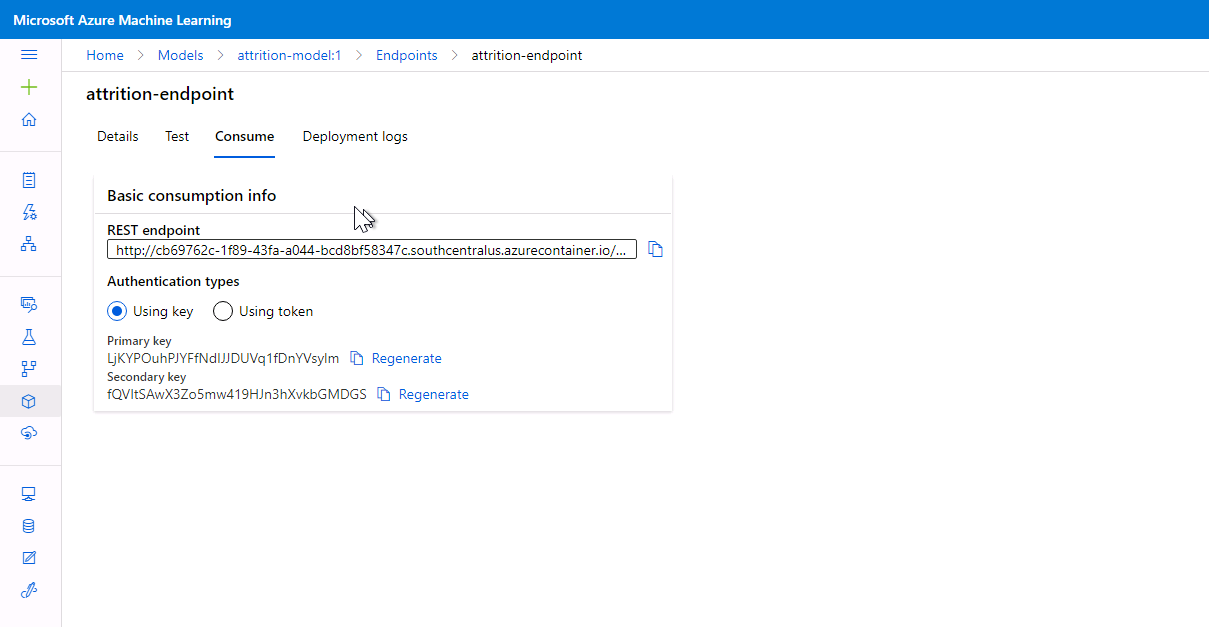 Microsoft Azure Machine Learning
Home > Models > attrition-model:1 > Endpoints > attrition-endpoint
attrition-endpoint
Details Test Consume Deployment logs
Basic consumption info
REST endpoint
http://cb69762c-1f89-43fa-a044-bcd8bf58347c.southcentralus.azurecontainer.io/...
Authentication types
Using key Using token
Primary key
LjKYPOuhPJYFfNdIJJDUVq1fDnYVsylm Regenerate
Secondary key
fQVItSAwX3Zo5mw419HJn3hXvkbGMDGS Regenerate